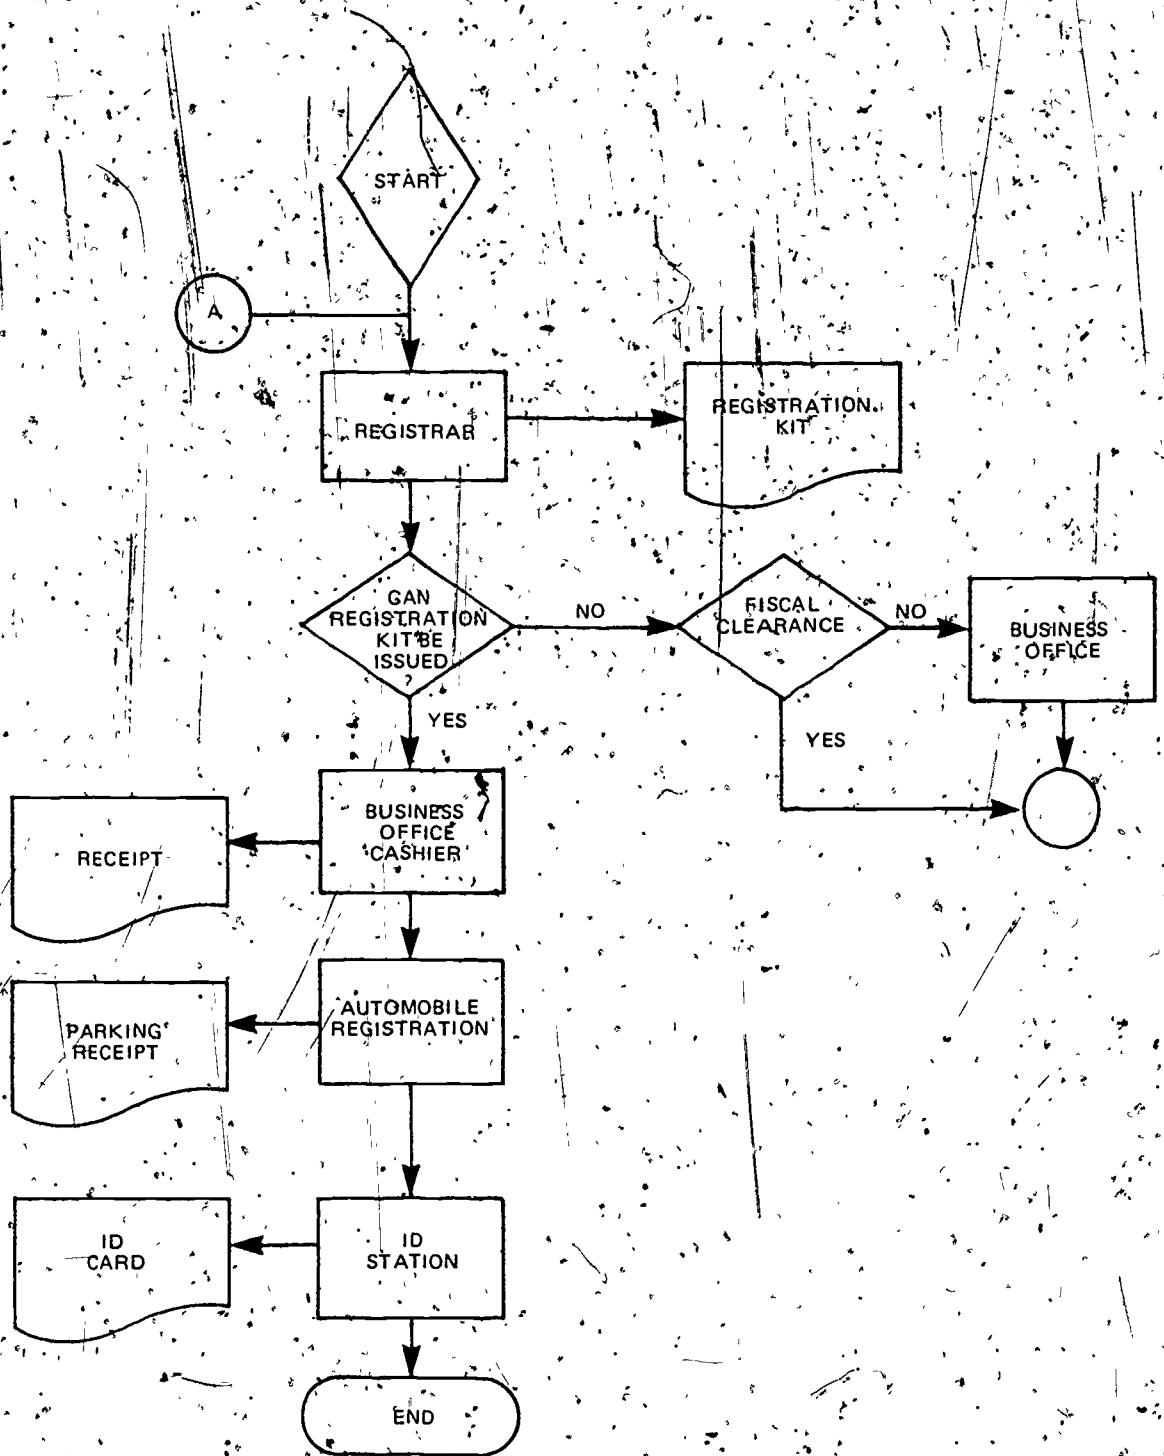 START
A
REGISTRAR
REGISTRATION
KIT
CAN
REGISTRATION
KIT BE
ISSUED
?
NO
FISCAL
CLEARANCE
NO
BUSINESS
OFFICE
YES
YES
BUSINESS
OFFICE
CASHIER
RECEIPT
AUTOMOBILE
REGISTRATION
PARKING
RECEIPT
ID
STATION
ID
CARD
END